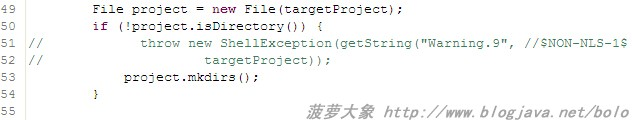 49 File project = new File(targetProject);
50 if (!project.isDirectory()) {
51 // throw new ShellException(getString("Warning.9", //$NON-NLS-1$
52 // targetProject));
53 project.mkdirs();
54 }
55 菠萝大象 http://www.blogjava.net/bolo